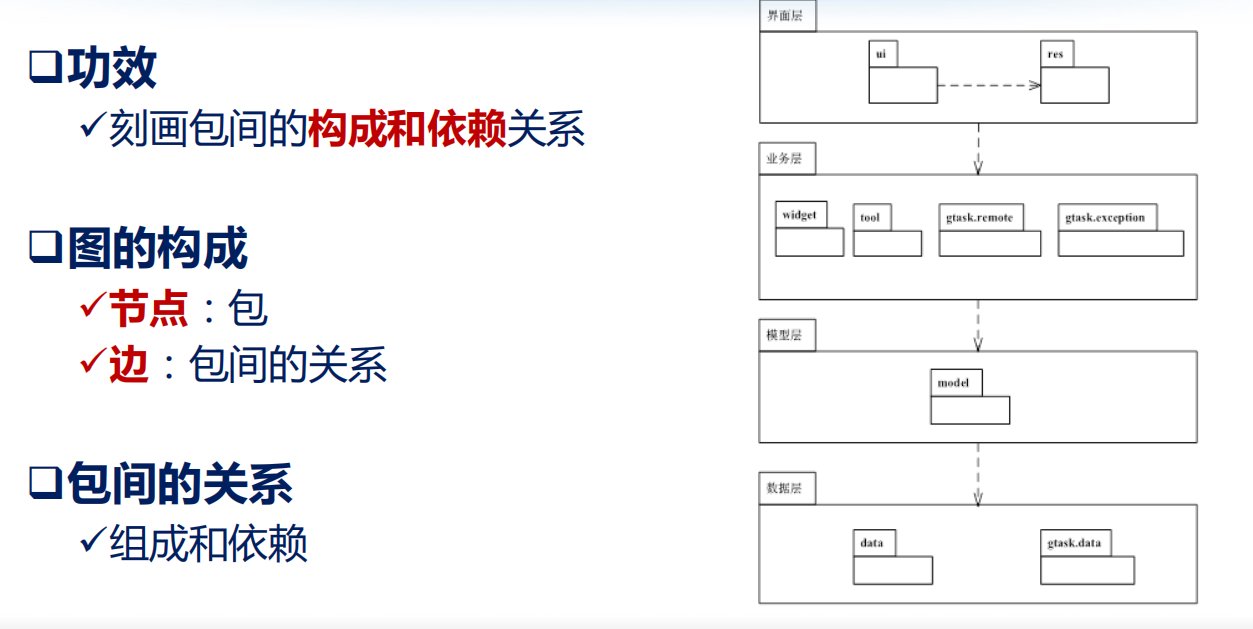 功效
刻画包间的构成和依赖关系
图的构成
节点：包
边：包间的关系
包间的关系
组成和依赖
界面层
ui
res
业务层
widget
tool
gtask.remote
gtask.exception
模型层
model
数据层
data
gtask.data